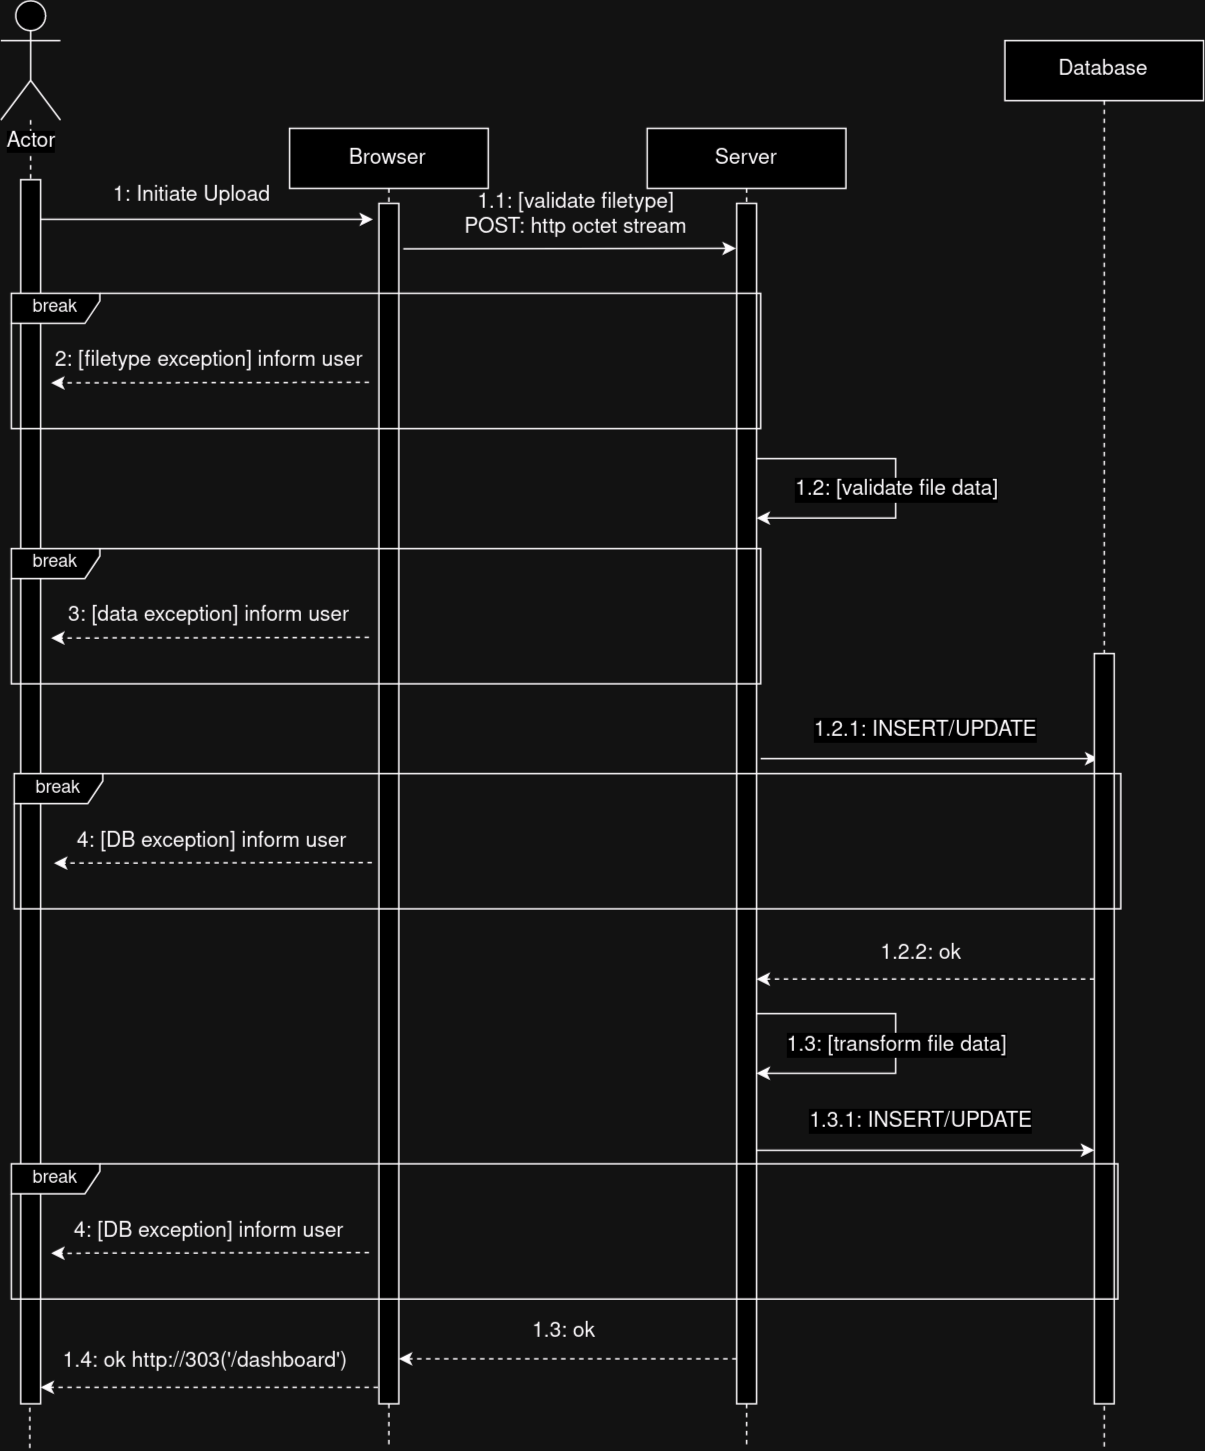 Actor
Browser
Server
Database
1: Initiate Upload
1.1: [validate filetype]
POST: http octet stream
break
2: [filetype exception] inform user
1.2: [validate file data]
break
3: [data exception] inform user
1.2.1: INSERT/UPDATE
break
4: [DB exception] inform user
1.2.2: ok
1.3: [transform file data]
1.3.1: INSERT/UPDATE
break
4: [DB exception] inform user
1.3: ok
1.4: ok http://303('/dashboard')